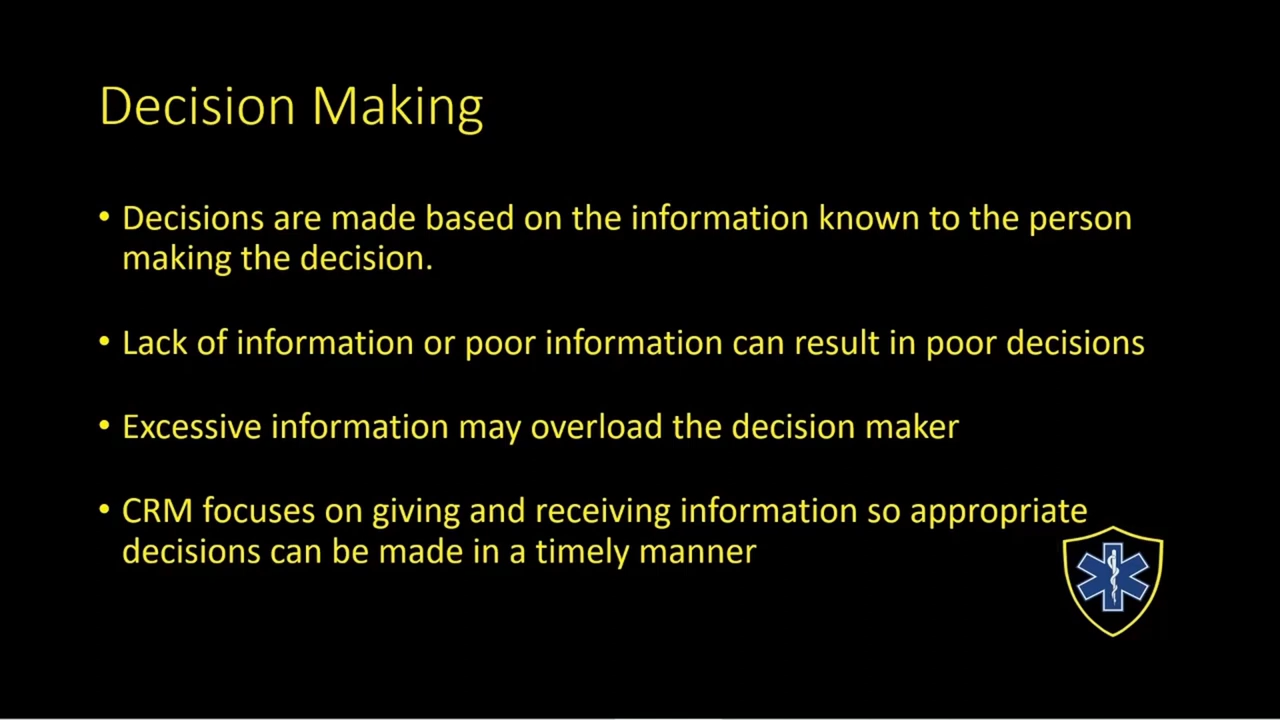 Decision Making
• Decisions are made based on the information known to the person
making the decision.
• Lack of information or poor information can result in poor decisions
• Excessive information may overload the decision maker
• CRM focuses on giving and receiving information so appropriate
decisions can be made in a timely manner